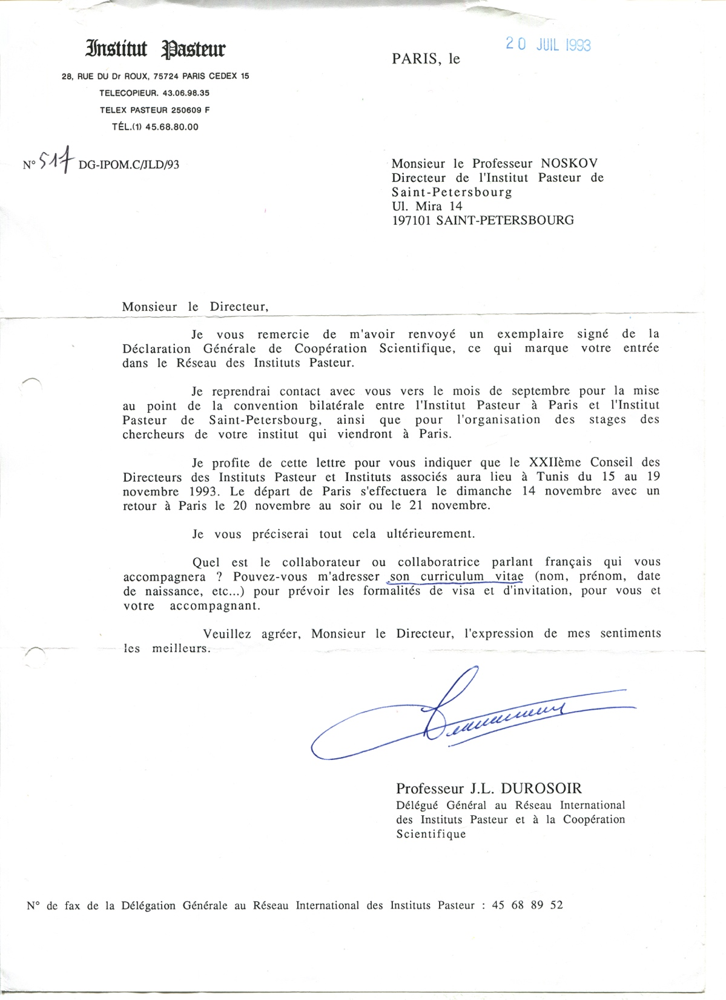 Institut Pasteur
28, RUE DU Dr ROUX, 75724 PARIS CEDEX 15
TELECOPIEUR. 43.06.98.35
TELEX PASTEUR 250609 F
TÉL.(1) 45.68.80.00
20 JUIL 1993
PARIS, le
N° 517 DG-IPOM.C/JLD/93
Monsieur le Professeur NOSKOV
Directeur de l'Institut Pasteur de
Saint-Petersbourg
Ul. Mira 14
197101 SAINT-PETERSBOURG
Monsieur le Directeur,
Je vous remercie de m'avoir renvoyé un exemplaire signé de la
Déclaration Générale de Coopération Scientifique, ce qui marque votre entrée
dans le Réseau des Instituts Pasteur.
Je reprendrai contact avec vous vers le mois de septembre pour la mise
au point de la convention bilatérale entre l'Institut Pasteur à Paris et l'Institut
Pasteur de Saint-Petersbourg, ainsi que pour l'organisation des stages des
chercheurs de votre institut qui viendront à Paris.
Je profite de cette lettre pour vous indiquer que le XXIIème Conseil des
Directeurs des Instituts Pasteur et Instituts associés aura lieu à Tunis du 15 au 19
novembre 1993. Le départ de Paris s'effectuera le dimanche 14 novembre avec un
retour à Paris le 20 novembre au soir ou le 21 novembre.
Je vous préciserai tout cela ultérieurement.
Quel est le collaborateur ou collaboratrice parlant français qui vous
accompagnera ? Pouvez-vous m'adresser son curriculum vitae (nom, prénom, date
de naissance, etc...) pour prévoir les formalités de visa et d'invitation, pour vous et
votre accompagnant.
Veuillez agréer, Monsieur le Directeur, l'expression de mes sentiments
les meilleurs.
Professeur J.L. DUROSOIR
Délégué Général au Réseau International
des Instituts Pasteur et à la Coopération
Scientifique
N° de fax de la Délégation Générale au Réseau International des Instituts Pasteur : 45 68 89 52